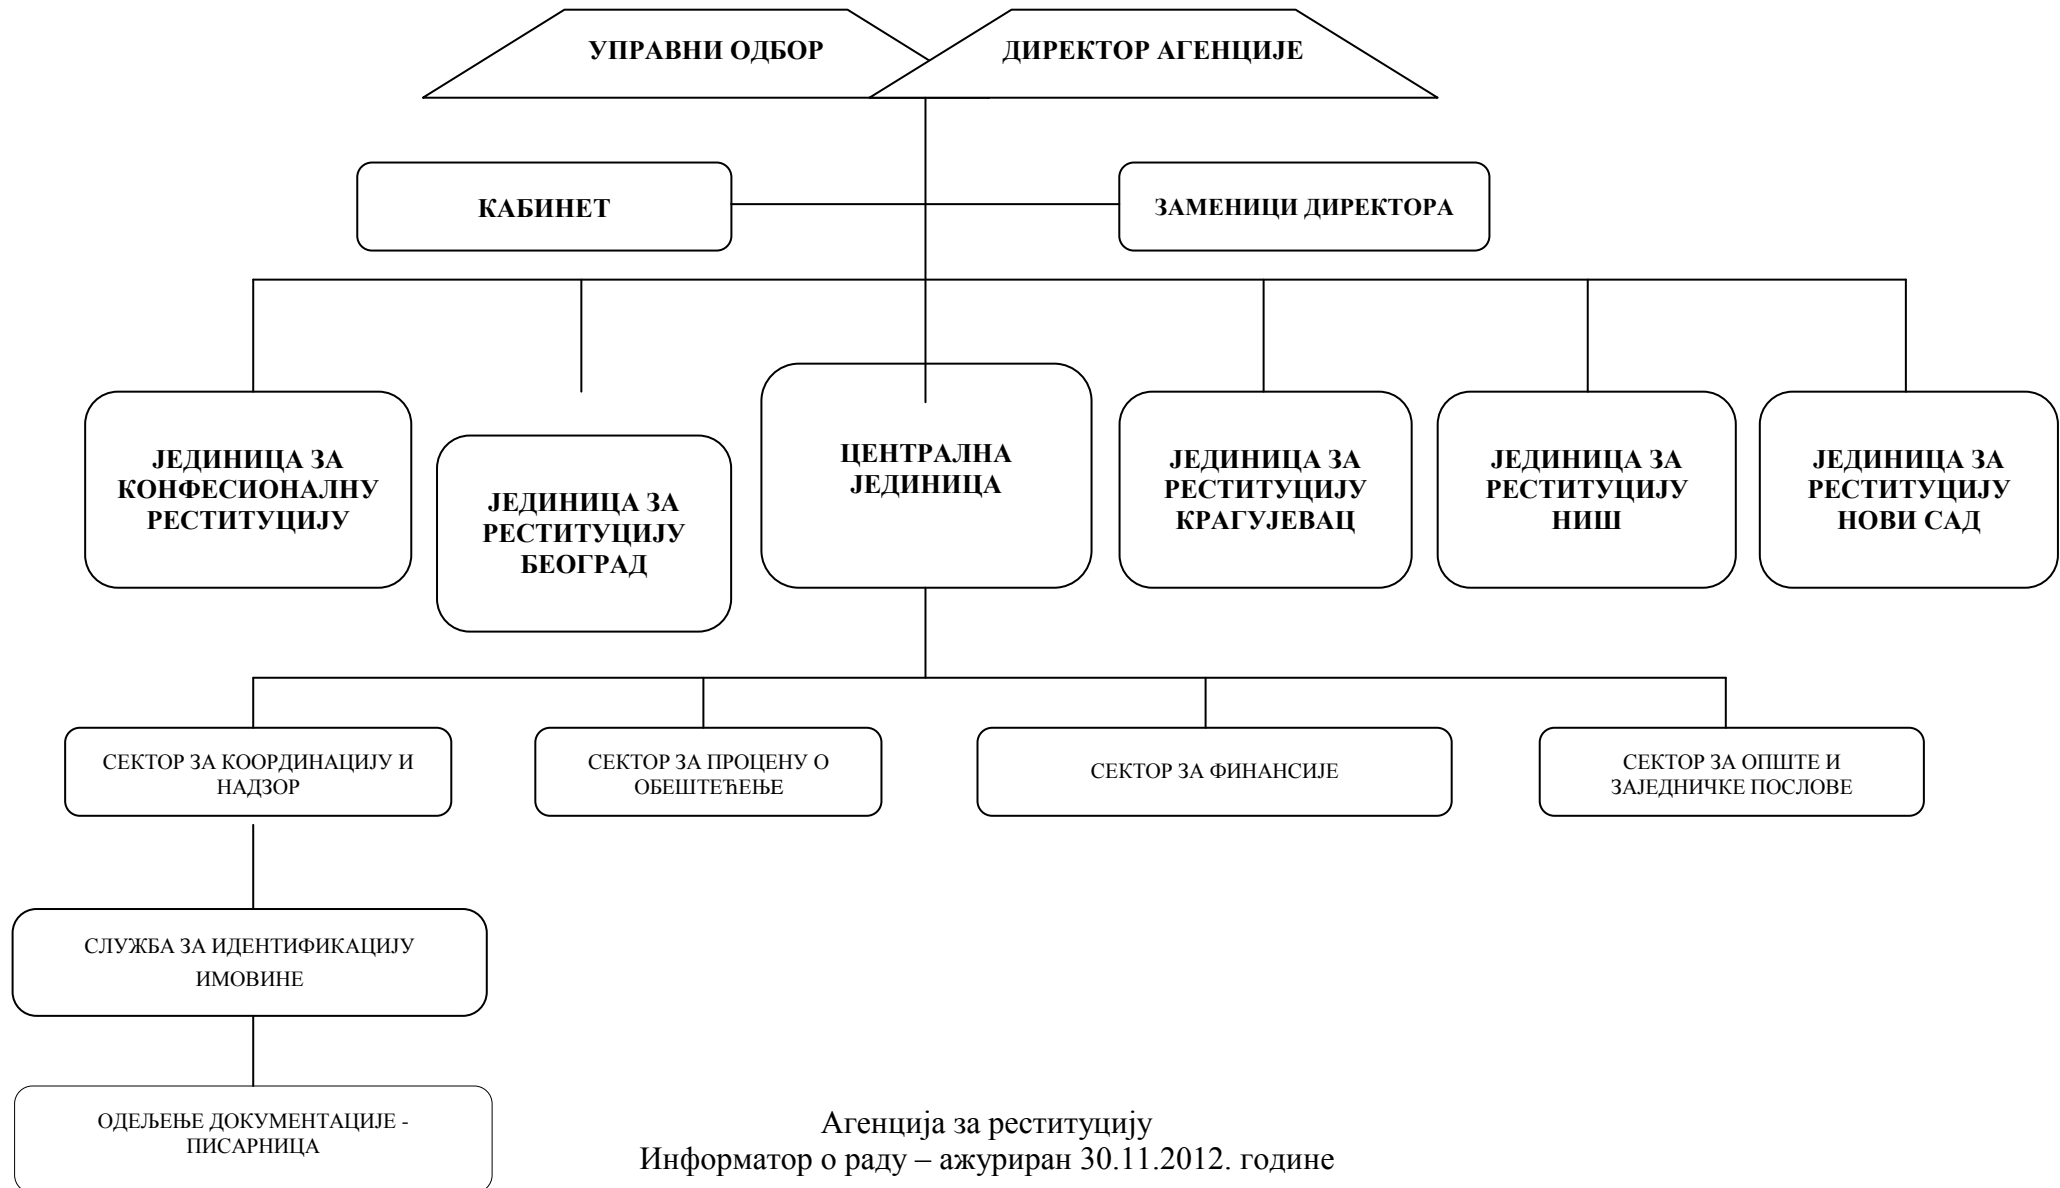 УПРАВНИ ОДБОР
ДИРЕКТОР АГЕНЦИЈЕ
КАБИНЕТ
ЗАМЕНИЦИ ДИРЕКТОРА
ЈЕДИНИЦА ЗА
КОНФЕСИОНАЛНУ
РЕСТИТУЦИЈУ
ЈЕДИНИЦА ЗА
РЕСТИТУЦИЈУ
БЕОГРАД
ЦЕНТРАЛНА
ЈЕДИНИЦА
ЈЕДИНИЦА ЗА
РЕСТИТУЦИЈУ
КРАГУЈЕВАЦ
ЈЕДИНИЦА ЗА
РЕСТИТУЦИЈУ
НИШ
ЈЕДИНИЦА ЗА
РЕСТИТУЦИЈУ
НОВИ САД
СЕКТОР ЗА КООРДИНАЦИЈУ И
НАДЗОР
СЕКТОР ЗА ПРОЦЕНУ О
ОБЕШТЕЋЕЊЕ
СЕКТОР ЗА ФИНАНСИЈЕ
СЕКТОР ЗА ОПШТЕ И
ЗАЈЕДНИЧКЕ ПОСЛОВЕ
СЛУЖБА ЗА ИДЕНТИФИКАЦИЈУ
ИМОВИНЕ
ОДЕЉЕЊЕ ДОКУМЕНТАЦИЈЕ -
ПИСАРНИЦА
Агенција за реституцију
Информатор о раду – ажуриран 30.11.2012. године